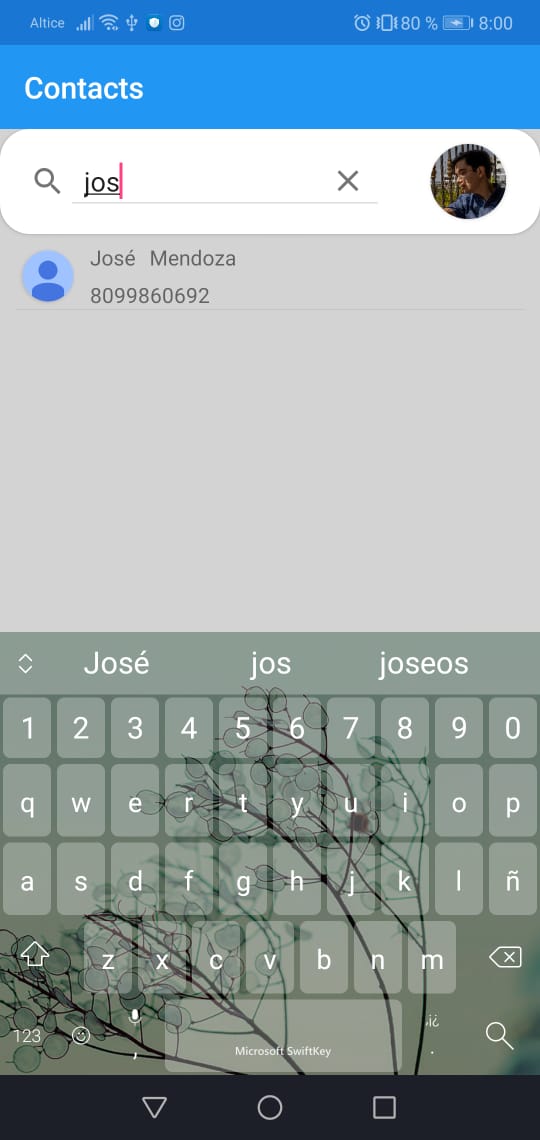 Altice 80 % 8:00
Contacts
jos
José Mendoza
8099860692
José jos joseos
1 2 3 4 5 6 7 8 9 0
q w e r t y u i o p
a s d f g h j k l ñ
z x c v b n m
123 , Microsoft SwiftKey .¡¿ .